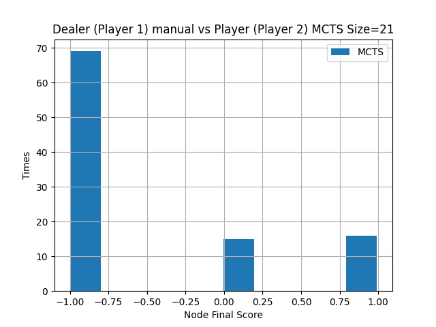 Dealer (Player 1) manual vs Player (Player 2) MCTS Size=21
MCTS
70
60
50
40
30
20
10
0
Times
−1.00 −0.75 −0.50 −0.25 0.00 0.25 0.50 0.75 1.00
Node Final Score